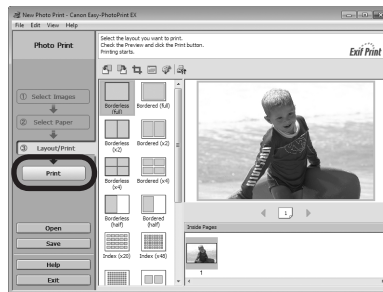 New Photo Print - Canon Easy-PhotoPrint EX
File Edit View Help
Photo Print
Select the layout you want to print.
Check the Preview and click the Print button.
Printing starts.
Exif Print
① Select Images
② Select Paper
③ Layout/Print
Print
Open
Save
Help
Exit
Borderless (full)
Bordered (full)
Borderless (x2)
Bordered (x2)
Borderless (x4)
Bordered (x4)
Borderless (half)
Bordered (half)
Index (x20)
Index (x48)
1
Inside Pages
1